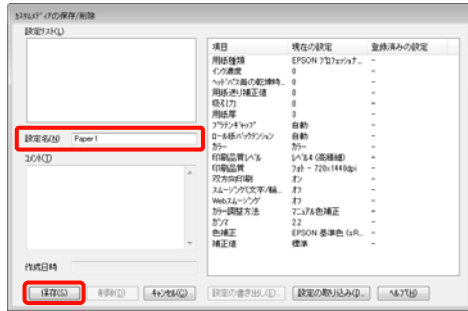 カスタムメディアの保存/削除
設定リスト(L)
設定名(N) Paper1
コメント(T)
作成日時
項目 現在の設定 登録済みの設定
用紙種類 EPSON プロフェッショナ... -
インク濃度 0 -
ヘッドパス毎の乾燥時... 0 -
用紙送り補正値 0 -
吸引力 0 -
用紙厚 3 -
プラテンギャップ 自動 -
ロール紙バックテンション 自動 -
カラー カラー -
印刷品質レベル レベル4 (高精細) -
印刷品質 フォト - 720x1440dpi -
双方向印刷 オン -
スムージング(文字/輪... オフ -
Webスムージング オフ -
カラー調整方法 マニュアル色補正 -
ガンマ 2.2 -
色補正 EPSON 基準色 (sR... -
補正値 標準 -
保存(S) 削除(D) キャンセル(C) 設定の書き出し(E)... 設定の取り込み(I)... ヘルプ(H)